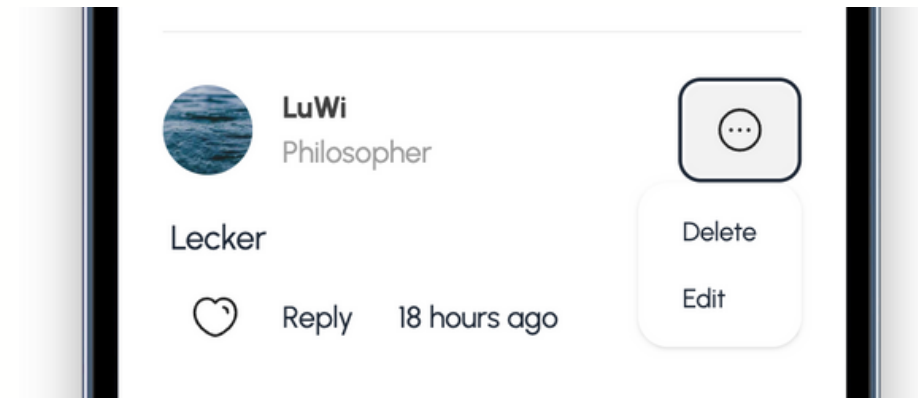 LuWi
Philosopher
Lecker
Delete
Edit
Reply
18 hours ago